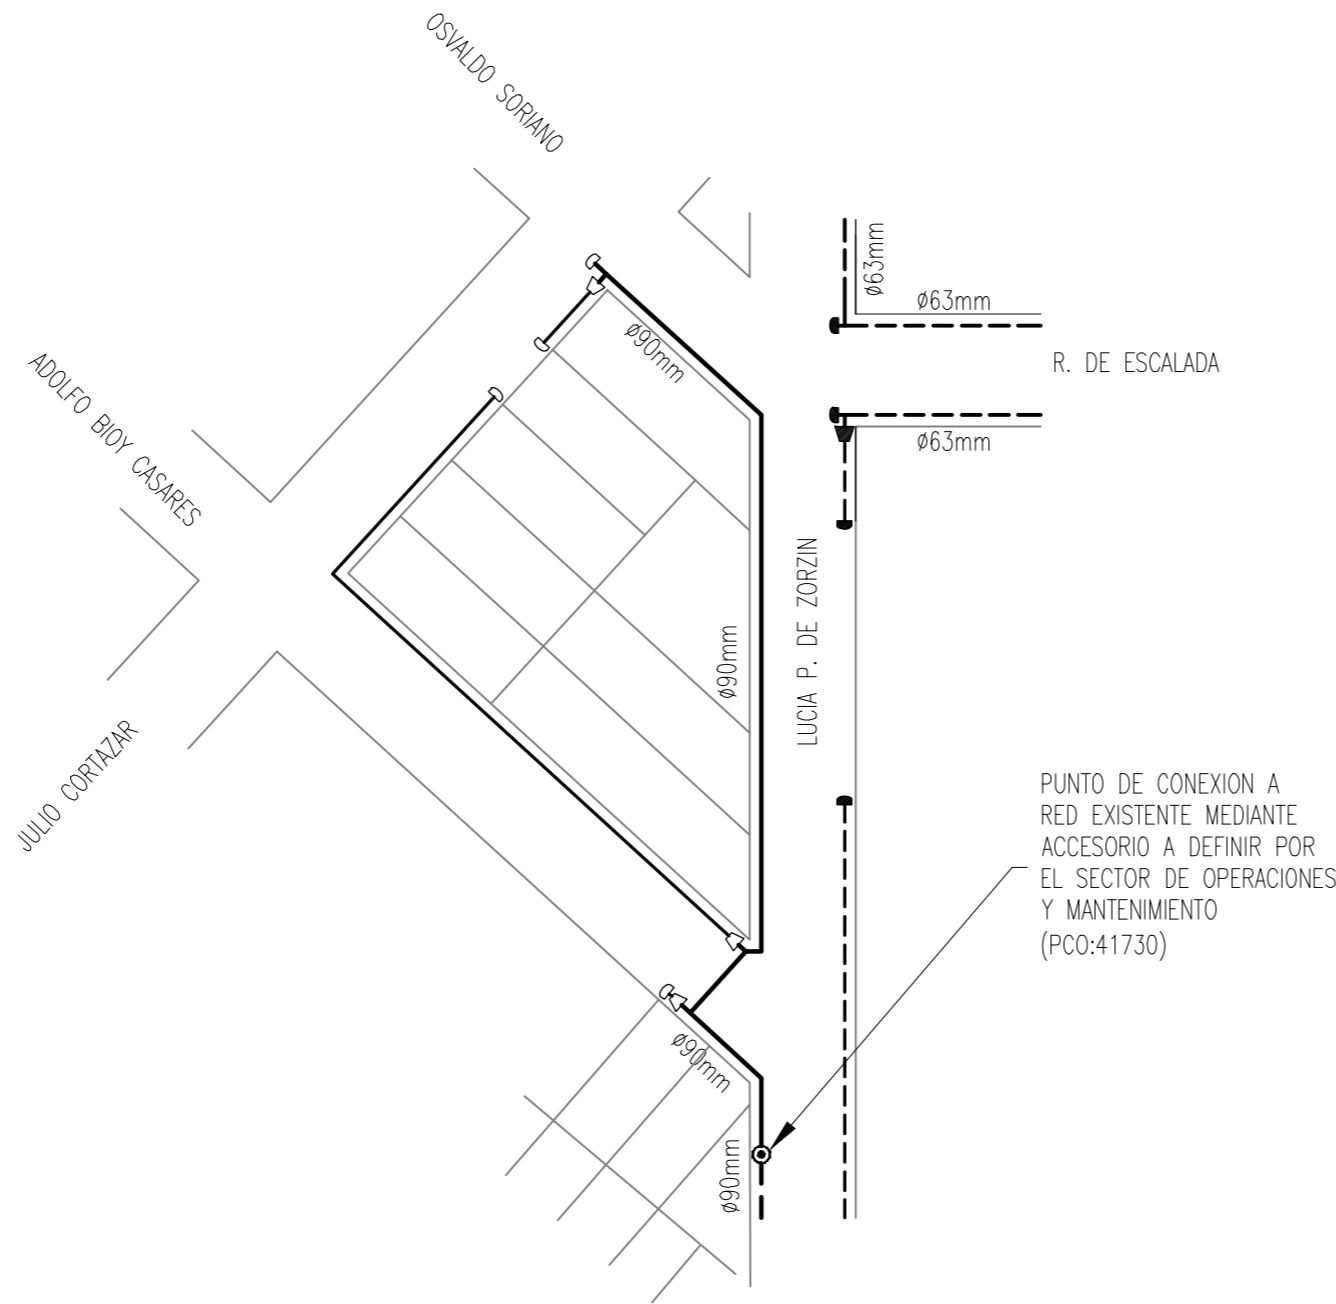 OSVALDO SORIANO
Ø63mm
Ø63mm
Ø90mm
R. DE ESCALADA
ADOLFO BIOY CASARES
Ø63mm
LUCIA P. DE ZORZIN
Ø90mm
JULIO CORTAZAR
PUNTO DE CONEXION A
RED EXISTENTE MEDIANTE
ACCESORIO A DEFINIR POR
EL SECTOR DE OPERACIONES
Y MANTENIMIENTO
(PCO:41730)
Ø90mm
Ø90mm